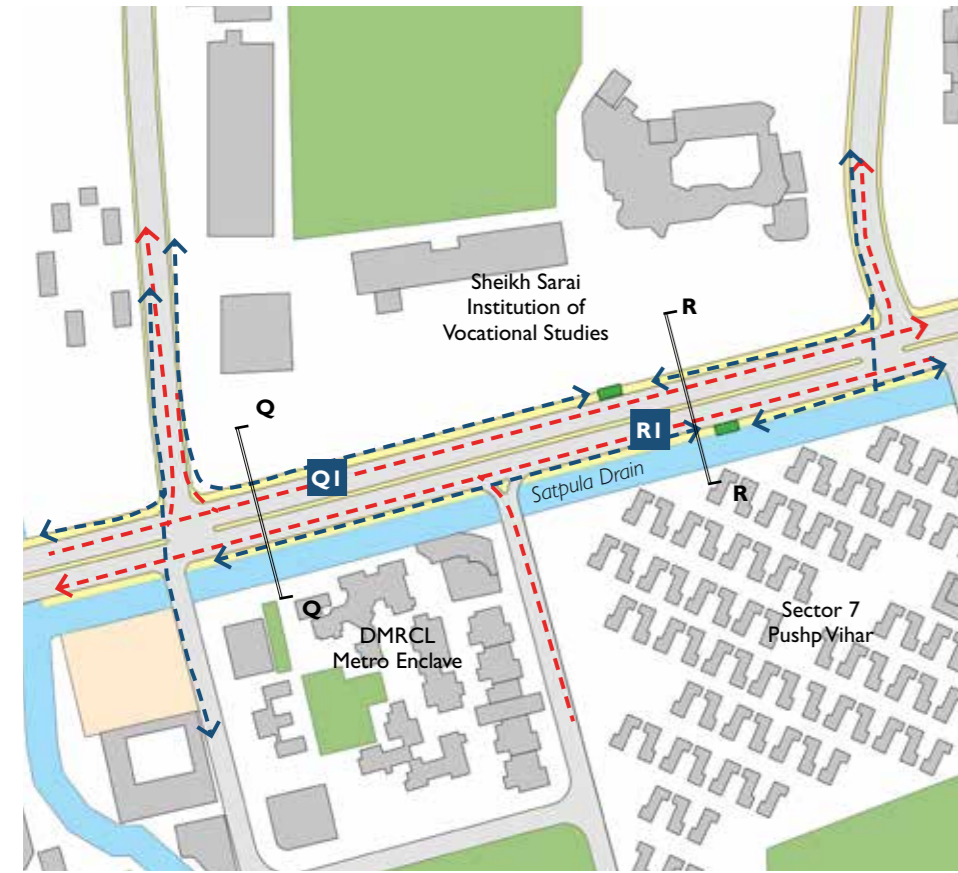 Sheikh Sarai
Institution of
Vocational Studies
R
Q
R1
Q1
Satpula Drain
R
Q
DMRCL
Metro Enclave
Sector 7
Pushp Vihar